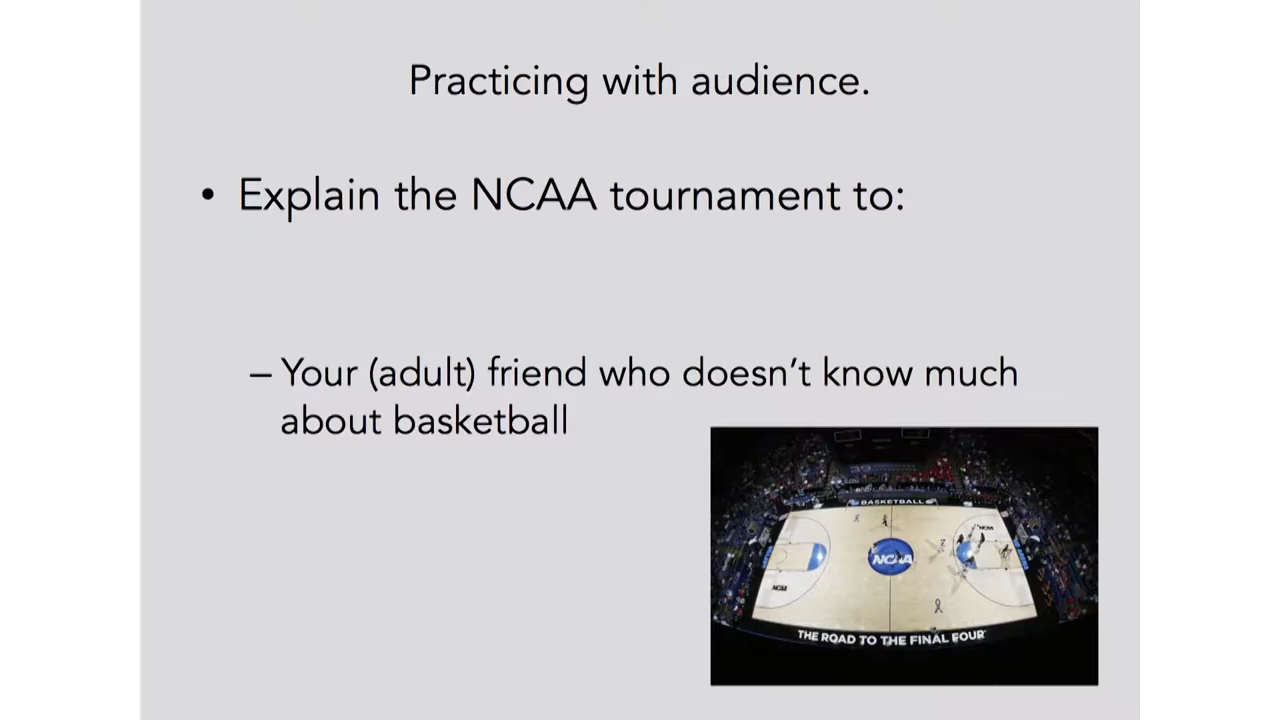 Practicing with audience.
• Explain the NCAA tournament to:
– Your (adult) friend who doesn't know much
about basketball
BASKETBALL
NCAA
NCAA
NCAA
THE ROAD TO THE FINAL FOUR